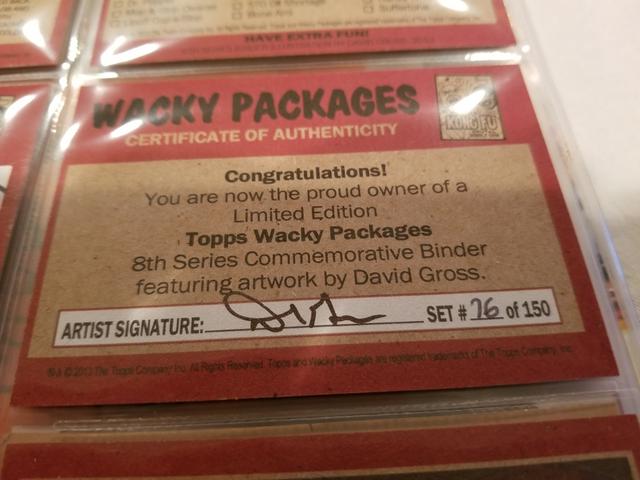 HAVE EXTRA FUN!
WACKY PACKAGES
CERTIFICATE OF AUTHENTICITY
KUNG FU
Congratulations!
You are now the proud owner of a
Limited Edition
Topps Wacky Packages
8th Series Commemorative Binder
featuring artwork by David Gross.
ARTIST SIGNATURE: SET # 76 of 150
® & © 2013 The Topps Company, Inc. All Rights Reserved. Topps and Wacky Packages are registered trademarks of The Topps Company, Inc.